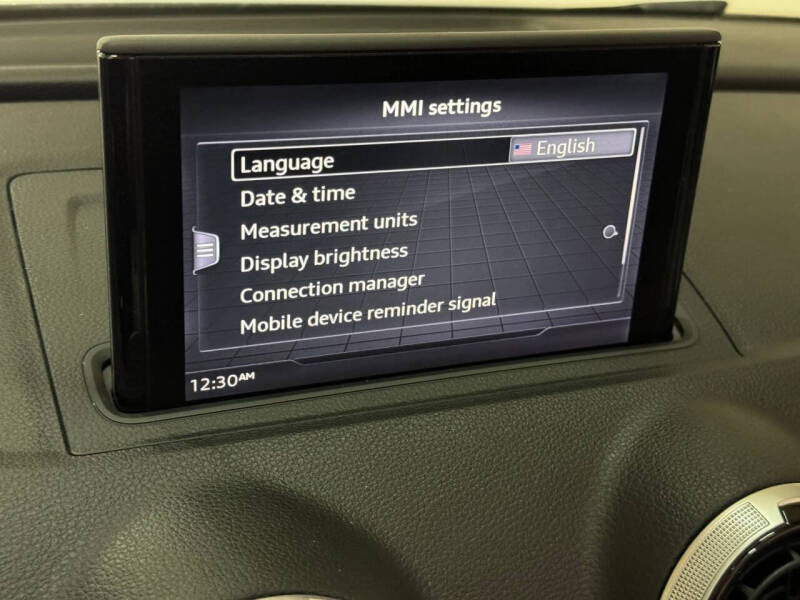 MMI settings
Language English
Date & time
Measurement units
Display brightness
Connection manager
Mobile device reminder signal
12:30AM